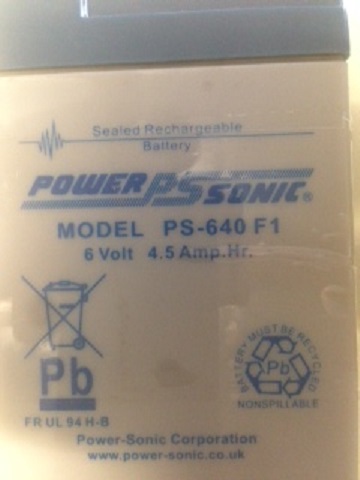 Sealed Rechargeable
Battery
POWER PS SONIC®
MODEL PS-640 F1
6 Volt 4.5 Amp.Hr.
Pb
FR UL 94 H-B
BATTERY MUST BE RECYCLED
Pb
NONSPILLABLE
Power-Sonic Corporation
www.power-sonic.co.uk